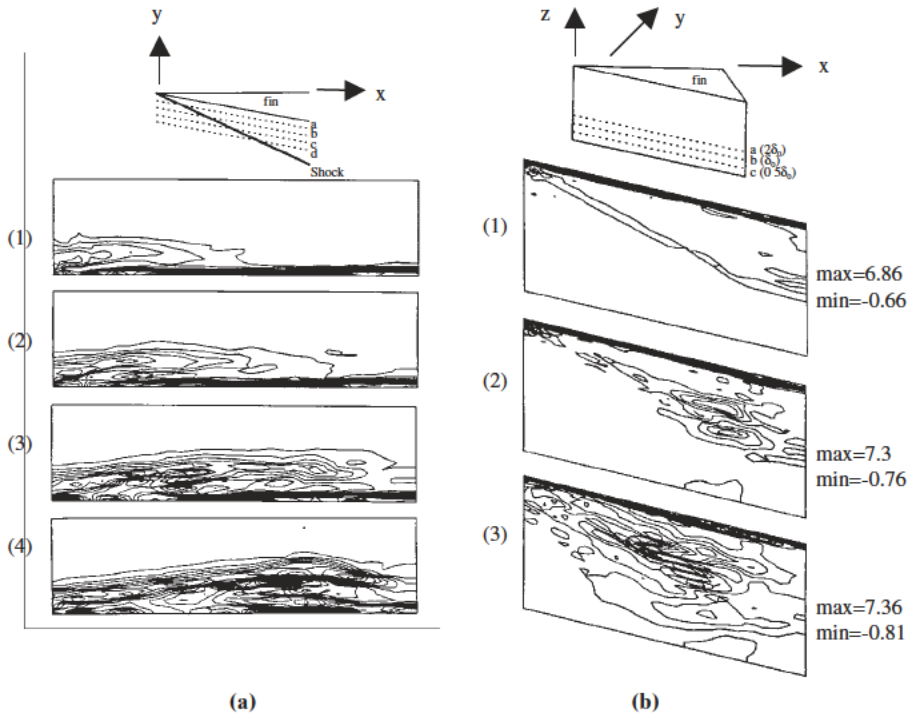 y
x
fin
a
b
c
d
Shock
(1)
(2)
(3)
(4)
(a)
z
y
x
fin
a (2δ₀)
b (δ₀)
c (0 5δ₀)
(1)
max=6.86
min=-0.66
(2)
max=7.3
min=-0.76
(3)
max=7.36
min=-0.81
(b)